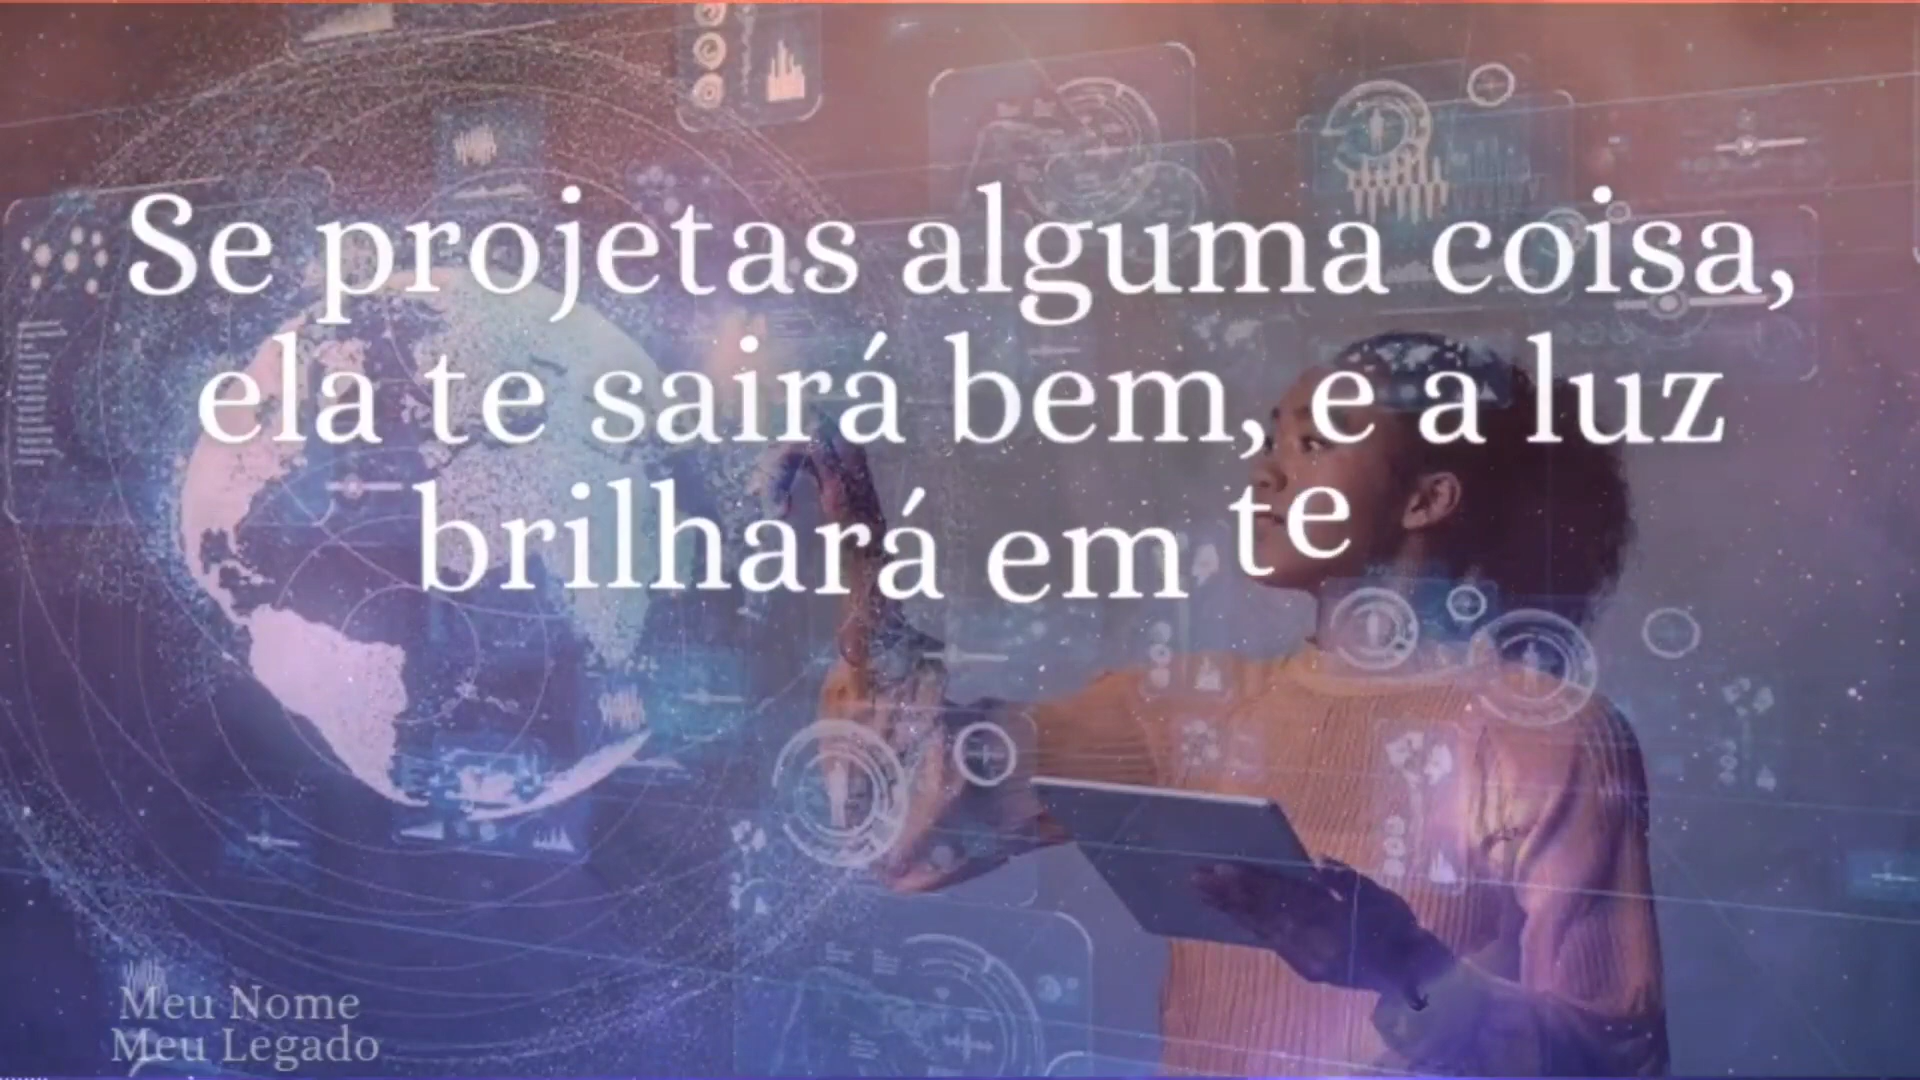 Se projetas alguma coisa,
ela te sairá bem, e a luz
brilhará em te
Meu Nome
Meu Legado